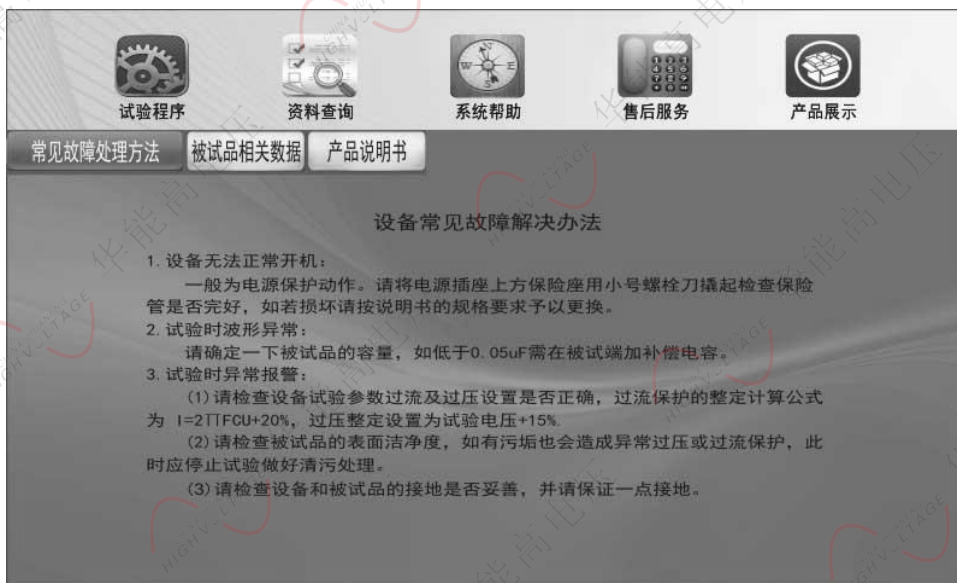 试验程序 资料查询 系统帮助 售后服务 产品展示
常见故障处理方法 被试品相关数据 产品说明书
设备常见故障解决办法
1.设备无法正常开机：
一般为电源保护动作。请将电源插座上方保险座用小号螺栓刀撬起检查保险
管是否完好，如若损坏请按说明书的规格要求予以更换。
2.试验时波形异常：
请确定一下被试品的容量，如低于0.05uF需在被试端加补偿电容。
3.试验时异常报警：
(1)请检查设备试验参数过流及过压设置是否正确，过流保护的整定计算公式
为 I=2∏FCU+20%，过压整定设置为试验电压+15%.
(2)请检查被试品的表面洁净度，如有污垢也会造成异常过压或过流保护，此
时应停止试验做好清污处理。
(3)请检查设备和被试品的接地是否妥善，并请保证一点接地。
华能高电压
HIGHV_LTAGE